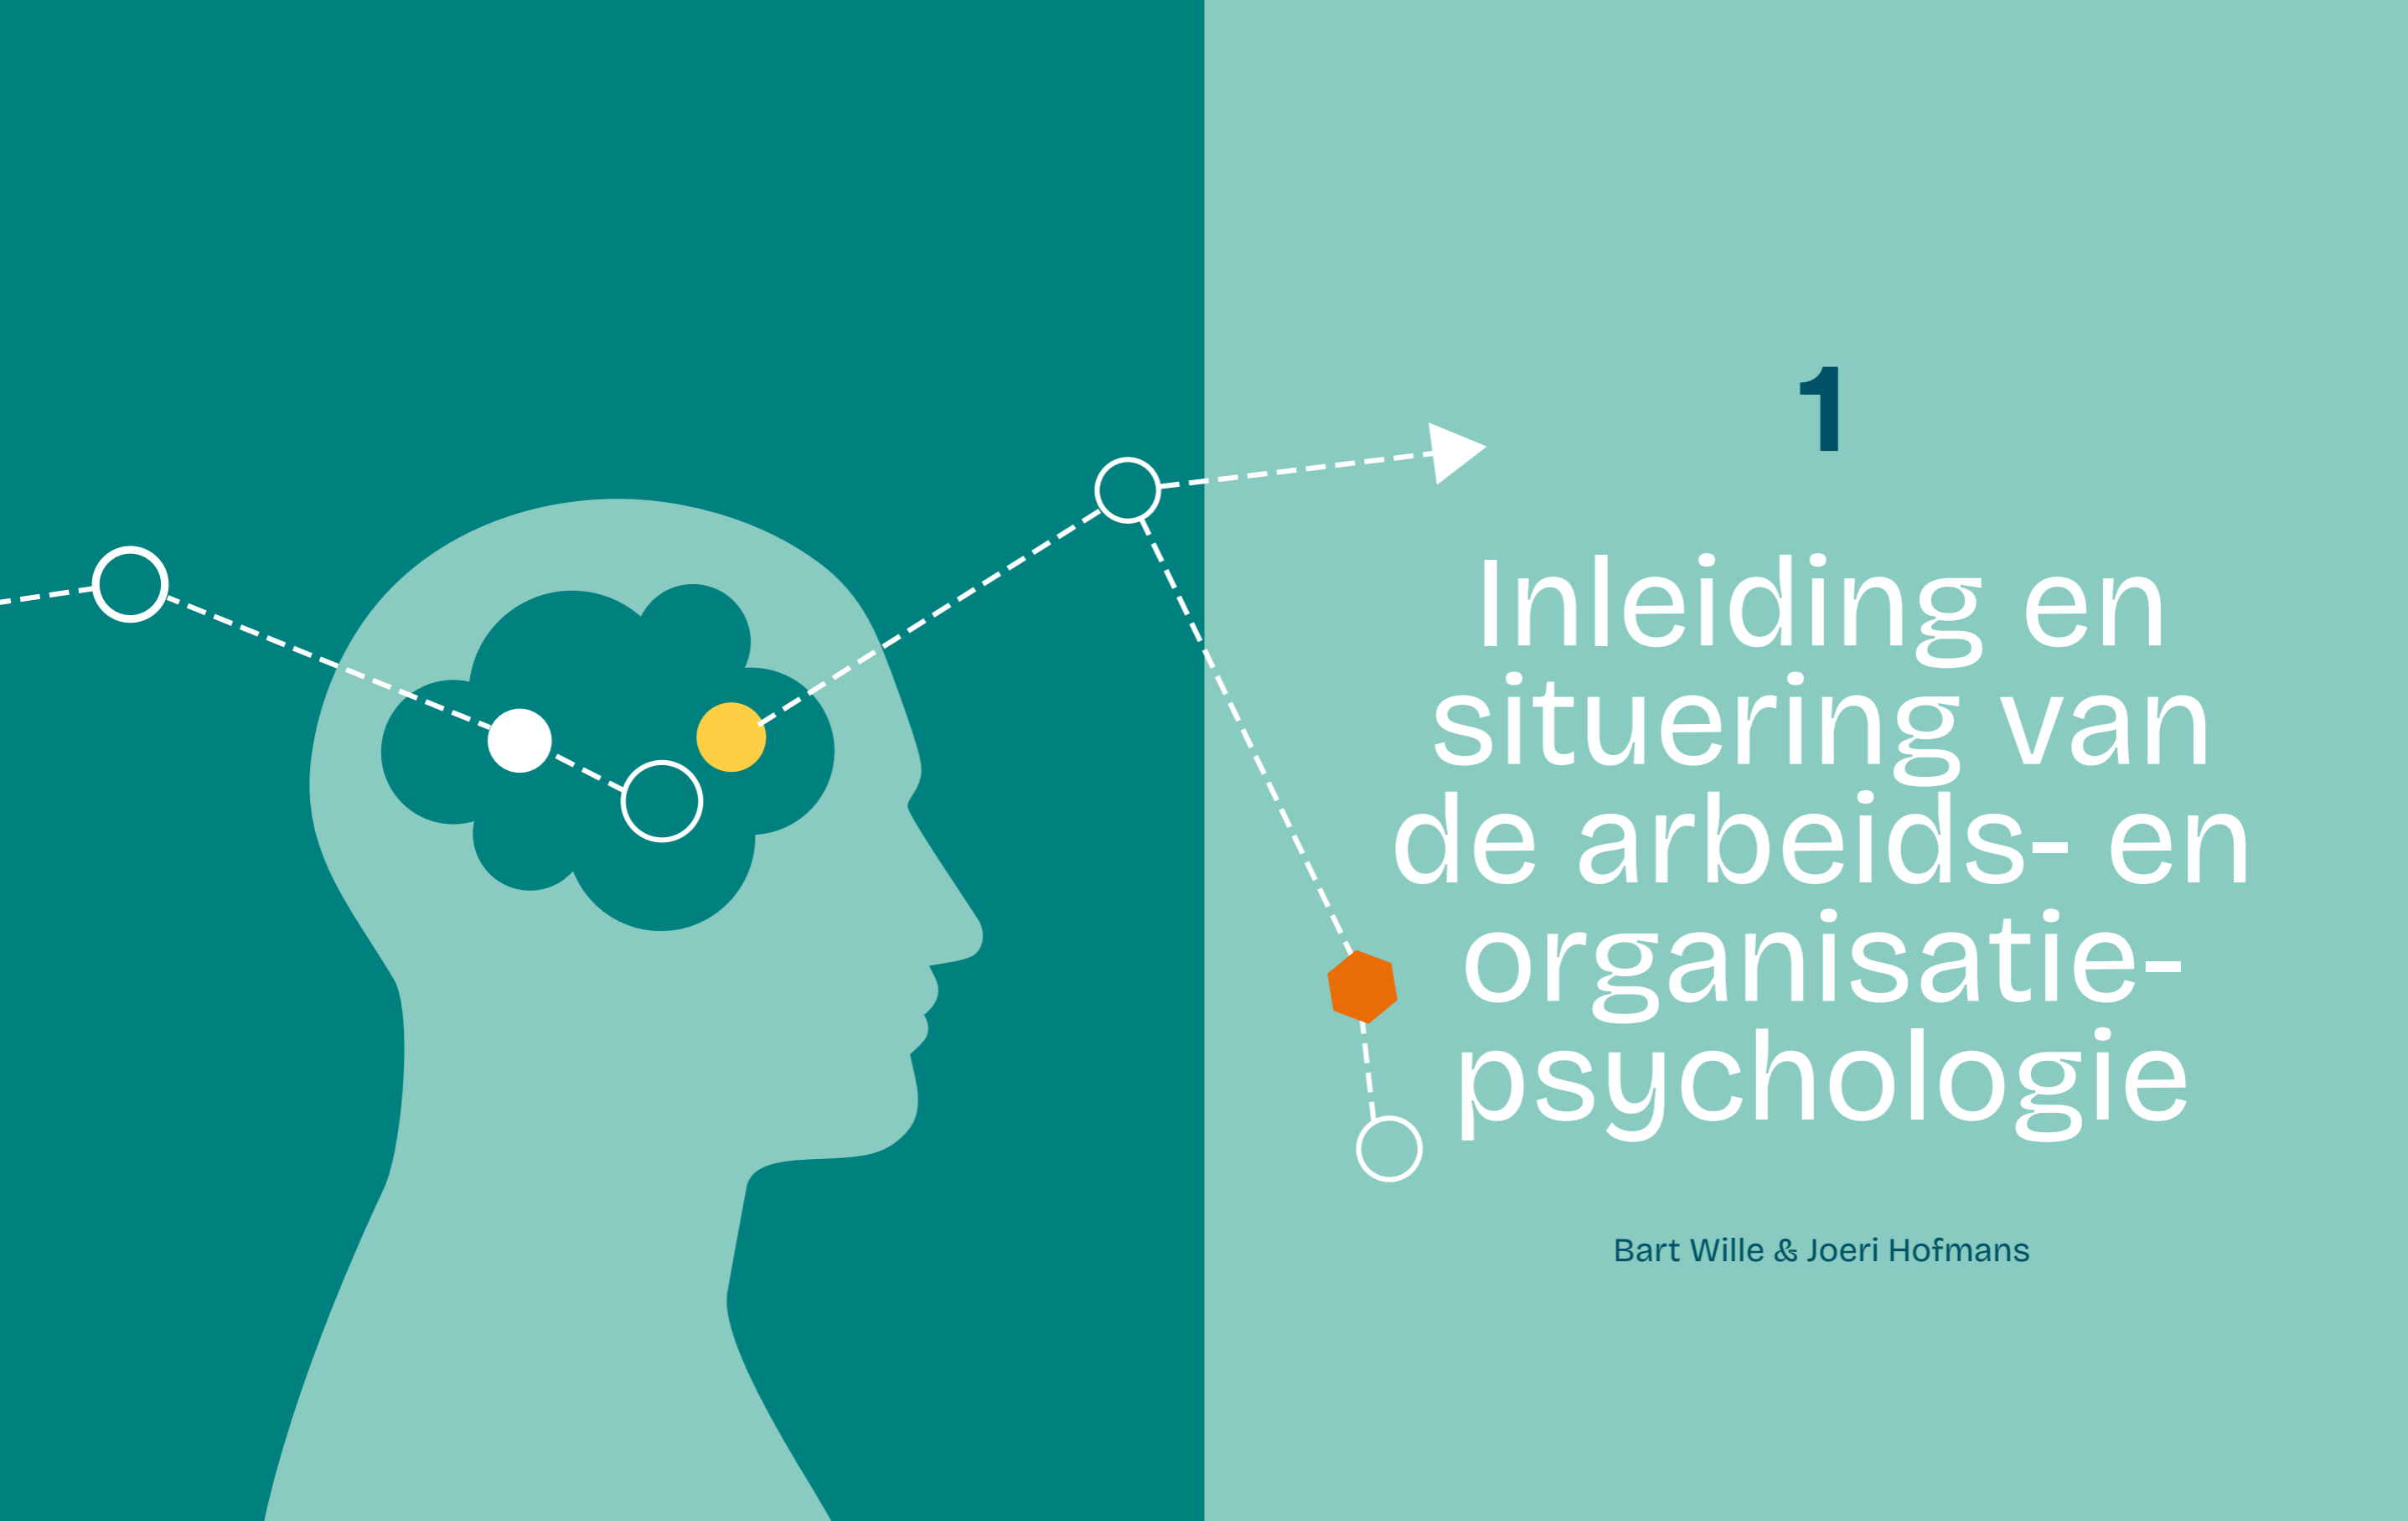 1
Inleiding en
situering van
de arbeids- en
organisatie-
psychologie
Bart Wille & Joeri Hofmans